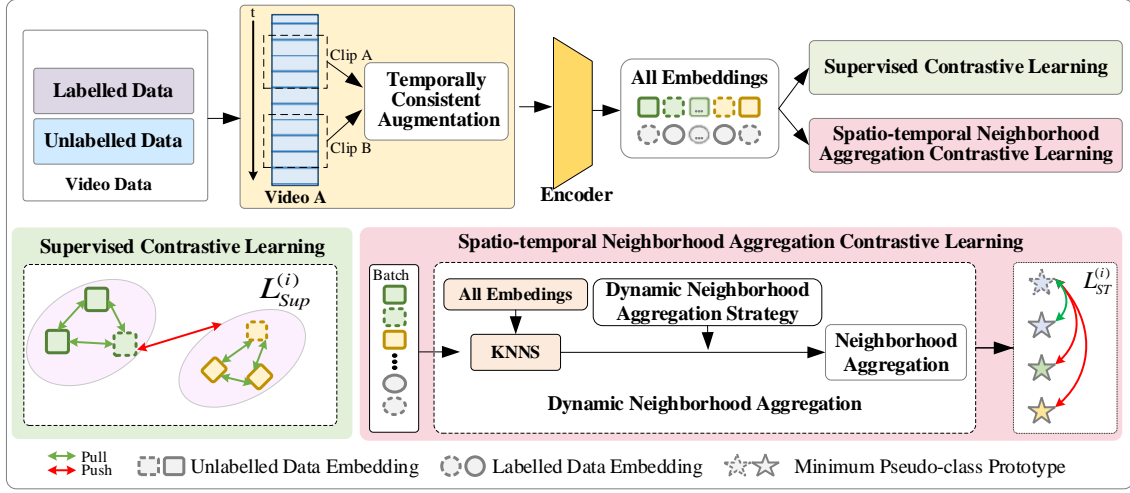 t
Clip A
Clip B
Video A
Labelled Data
Unlabelled Data
Video Data
Temporally
Consistent
Augmentation
Encoder
All Embeddings
...
...
Supervised Contrastive Learning
Spatio-temporal Neighborhood
Aggregation Contrastive Learning
Supervised Contrastive Learning
L_{Sup}^{(i)}
Spatio-temporal Neighborhood Aggregation Contrastive Learning
Batch
All Embedings
KNNS
Dynamic Neighborhood
Aggregation Strategy
Neighborhood
Aggregation
Dynamic Neighborhood Aggregation
L_{ST}^{(i)}
Pull
Push
Unlabelled Data Embedding
Labelled Data Embedding
Minimum Pseudo-class Prototype